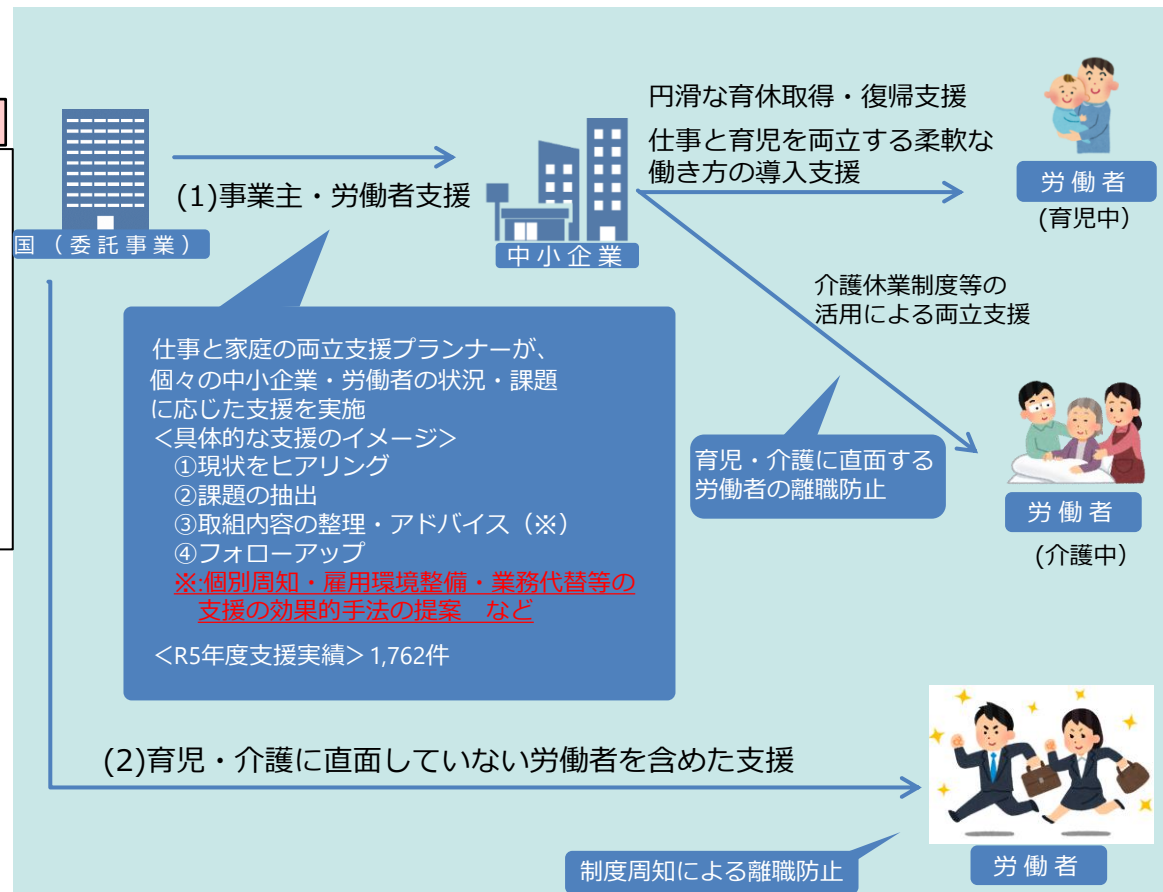 国（委託事業）
(1)事業主・労働者支援
中小企業
円滑な育休取得・復帰支援
仕事と育児を両立する柔軟な
働き方の導入支援
労働者
(育児中)
介護休業制度等の
活用による両立支援
仕事と家庭の両立支援プランナーが、
個々の中小企業・労働者の状況・課題
に応じた支援を実施
＜具体的な支援のイメージ＞
①現状をヒアリング
②課題の抽出
③取組内容の整理・アドバイス（※）
④フォローアップ
※:個別周知・雇用環境整備・業務代替等の
支援の効果的手法の提案　など
＜R5年度支援実績＞1,762件
育児・介護に直面する
労働者の離職防止
労働者
(介護中)
(2)育児・介護に直面していない労働者を含めた支援
制度周知による離職防止
労働者